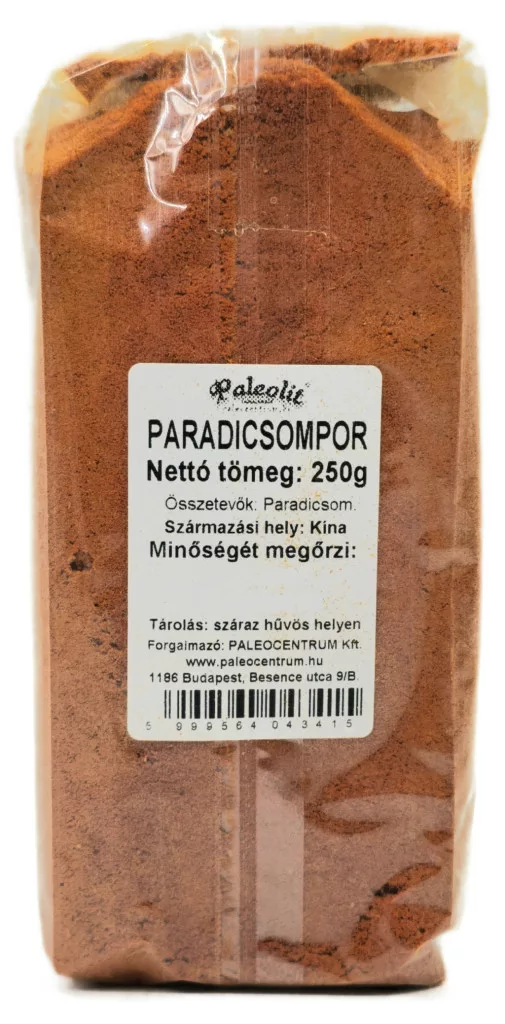 Paleolit
PARADICSOMPOR
Nettó tömeg: 250g
Összetevők: Paradicsom.
Származási hely: Kína
Minőségét megőrzi:
Tárolás: száraz hűvös helyen
Forgalmazó: PALEOCENTRUM Kft.
www.paleocentrum.hu
1186 Budapest, Besence utca 9/B.
5 999564 043415